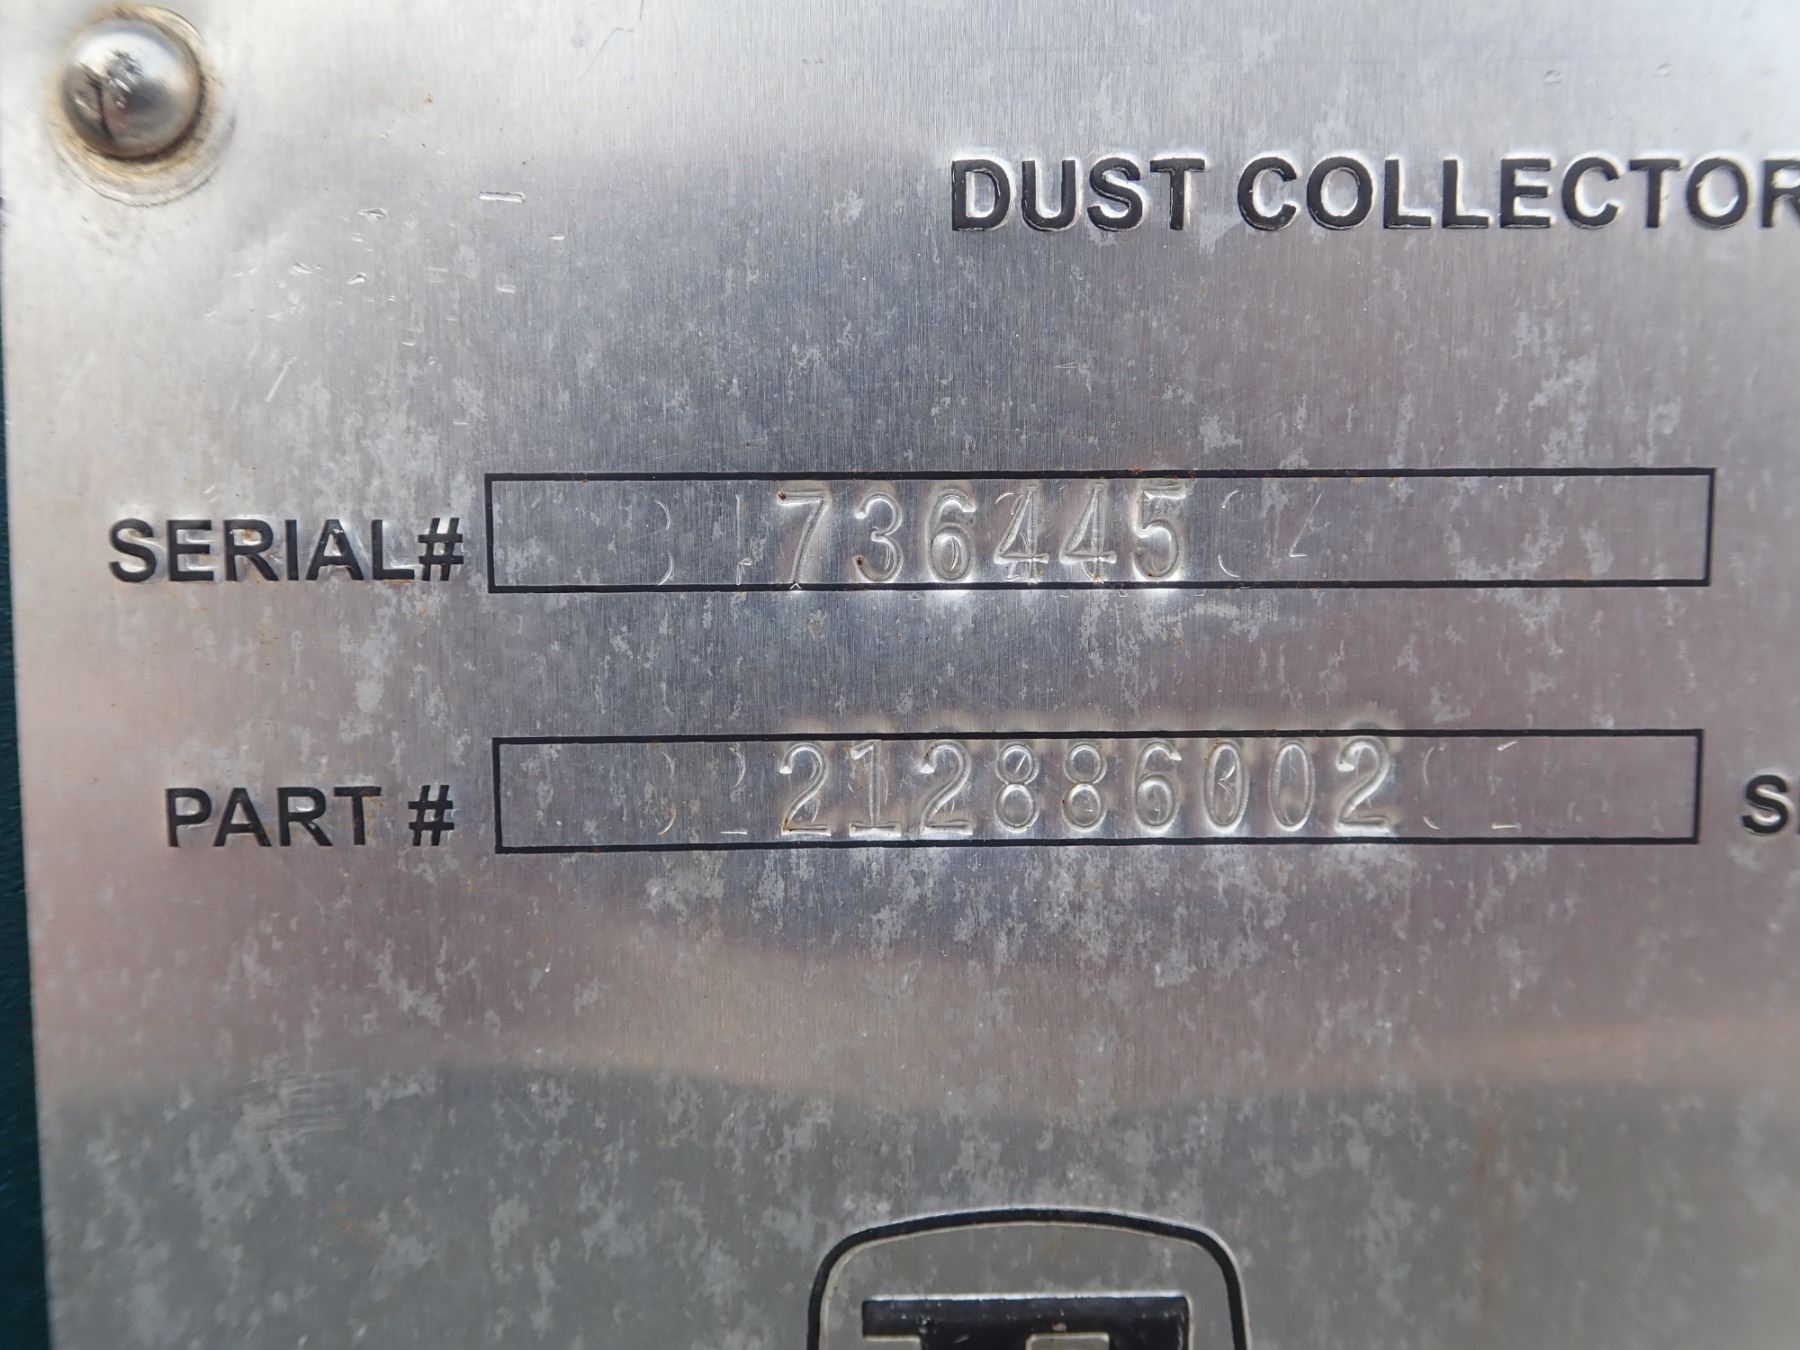 DUST COLLECTOR
SERIAL# 736445
PART # 212886002